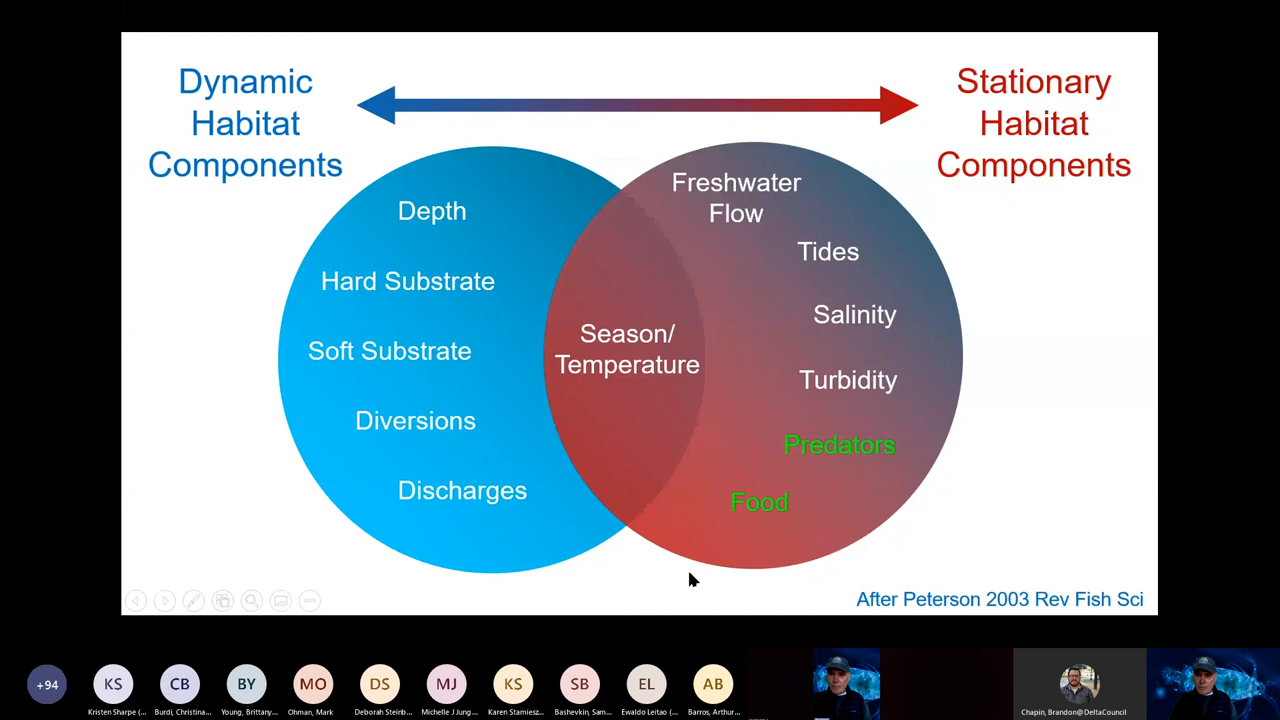 Dynamic
Habitat
Components
Stationary
Habitat
Components
Depth
Hard Substrate
Soft Substrate
Diversions
Discharges
Season/
Temperature
Freshwater
Flow
Tides
Salinity
Turbidity
Predators
Food
After Peterson 2003 Rev Fish Sci
+94
KS
CB
BY
MO
DS
MJ
KS
SB
EL
AB
Kristen Sharpe (...
Burdi, Christina...
Young, Brittany...
Ohman, Mark
Deborah Steinb...
Michelle J Jung...
Karen Stamiesz...
Bashevkin, Sam...
Ewaldo Leitao (...
Barros, Arthur...
Chapin, Brandon@DeltaCouncil